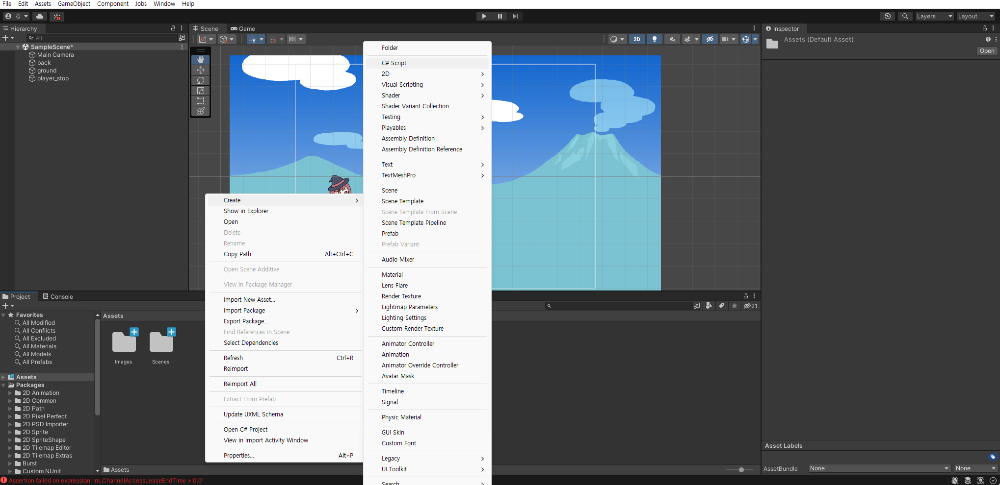 File Edit Assets GameObject Component Jobs Window Help
김
Layers Layout
Hierarchy
All
SampleScene*
Main Camera
back
ground
player_stop
Scene Game
2D
Inspector
Assets (Default Asset)
Open
Create
Show in Explorer
Open
Delete
Rename
Copy Path Alt+Ctrl+C
Open Scene Additive
View in Package Manager
Import New Asset...
Import Package
Export Package...
Find References In Scene
Select Dependencies
Refresh Ctrl+R
Reimport
Reimport All
Extract From Prefab
Update UXML Schema
Open C# Project
View in Import Activity Window
Properties... Alt+P
Folder
C# Script
2D
Visual Scripting
Shader
Shader Variant Collection
Testing
Playables
Assembly Definition
Assembly Definition Reference
Text
TextMeshPro
Scene
Scene Template
Scene Template From Scene
Scene Template Pipeline
Prefab
Prefab Variant
Audio Mixer
Material
Lens Flare
Render Texture
Lightmap Parameters
Lighting Settings
Custom Render Texture
Animator Controller
Animation
Animator Override Controller
Avatar Mask
Timeline
Signal
Physic Material
GUI Skin
Custom Font
Legacy
UI Toolkit
Search
Project Console
21
Favorites
All Modified
All Conflicts
All Excluded
All Materials
All Models
All Prefabs
Assets
Packages
2D Animation
2D Common
2D Path
2D Pixel Perfect
2D PSD Importer
2D Sprite
2D SpriteShape
2D Tilemap Editor
2D Tilemap Extras
Burst
Custom NUnit
Assets
Images Scenes
Assets
Asset Labels
AssetBundle None None
Assertion failed on expression: 'm_ChannelAccessLeaseEndTime > 0.0'